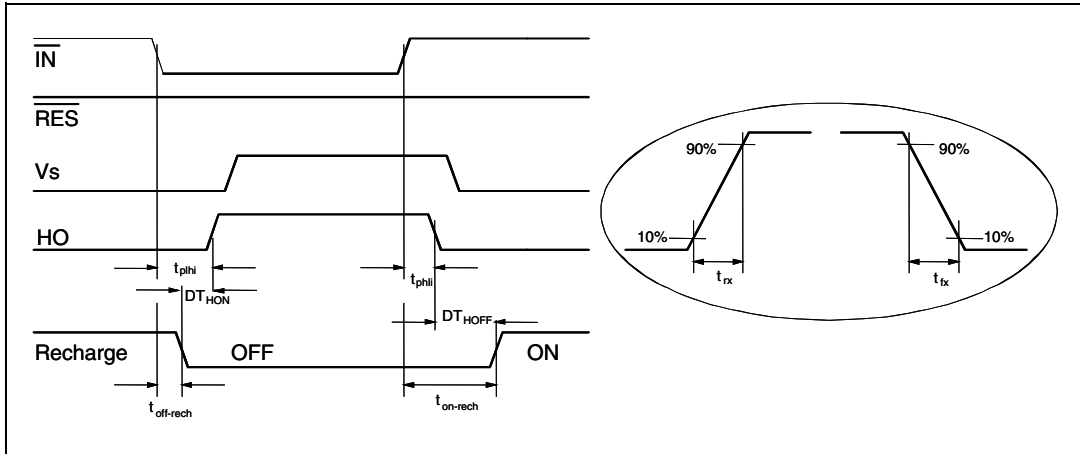 IN
RES
Vs
HO
tplhi
tphli
DTHON
DTHOFF
Recharge OFF ON
toff-rech
ton-rech
90% 90%
10% 10%
trx tfx